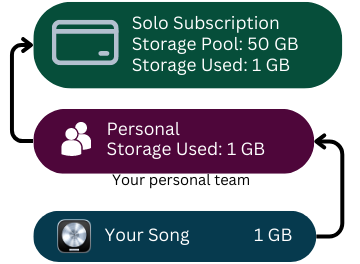 Solo Subscription
Storage Pool: 50 GB
Storage Used: 1 GB
Personal
Storage Used: 1 GB
Your personal team
Your Song 1 GB